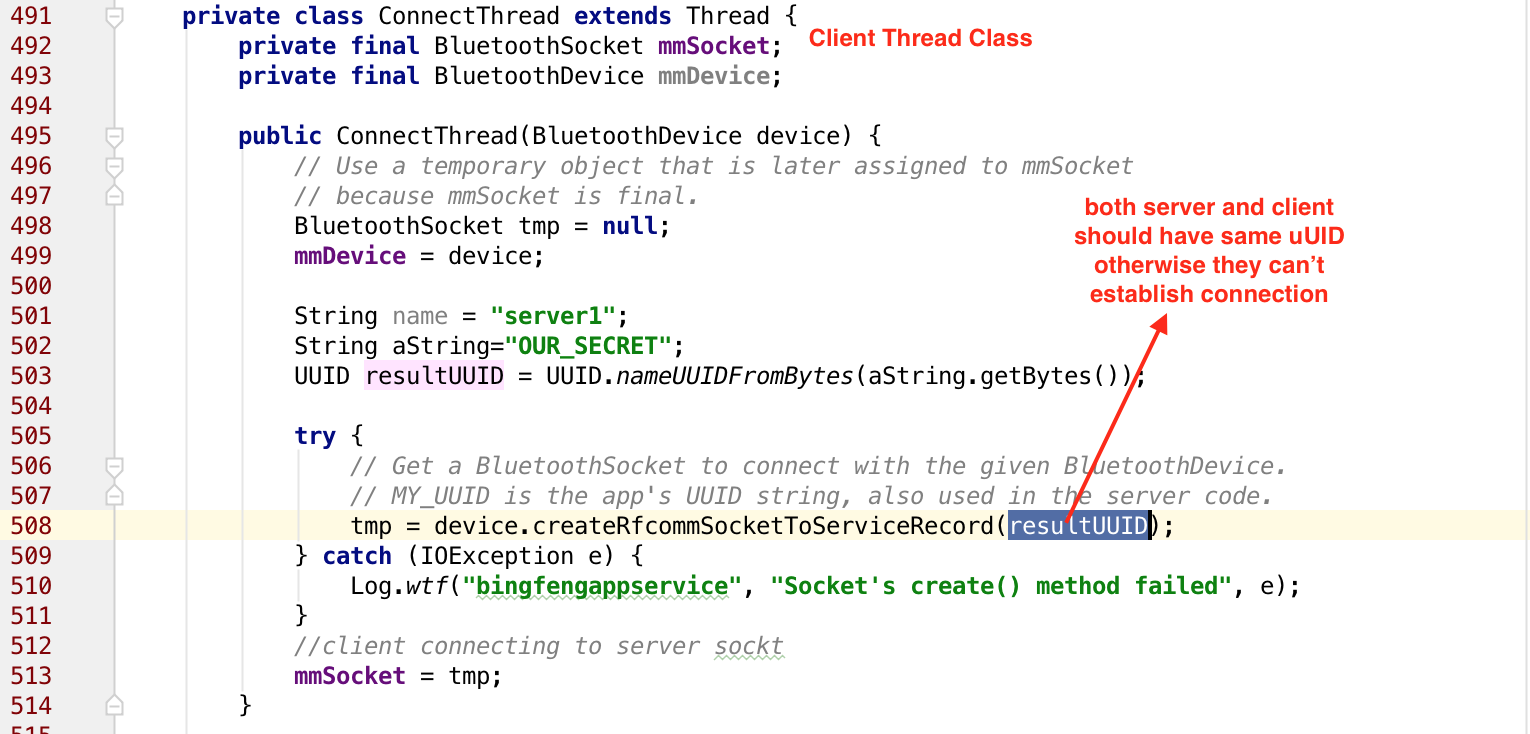 491 private class ConnectThread extends Thread {
492 private final BluetoothSocket mmSocket;
Client Thread Class
493 private final BluetoothDevice mmDevice;
494
495 public ConnectThread(BluetoothDevice device) {
496 // Use a temporary object that is later assigned to mmSocket
497 // because mmSocket is final.
498 BluetoothSocket tmp = null;
499 mmDevice = device;
500
501 String name = "server1";
502 String aString="OUR_SECRET";
503 UUID resultUUID = UUID.nameUUIDFromBytes(aString.getBytes());
both server and client
should have same uUID
otherwise they can’t
establish connection
504
505 try {
506 // Get a BluetoothSocket to connect with the given BluetoothDevice.
507 // MY_UUID is the app's UUID string, also used in the server code.
508 tmp = device.createRfcommSocketToServiceRecord(resultUUID);
509 } catch (IOException e) {
510 Log.wtf("bingfengappservice", "Socket's create() method failed", e);
511 }
512 //client connecting to server sockt
513 mmSocket = tmp;
514 }
515